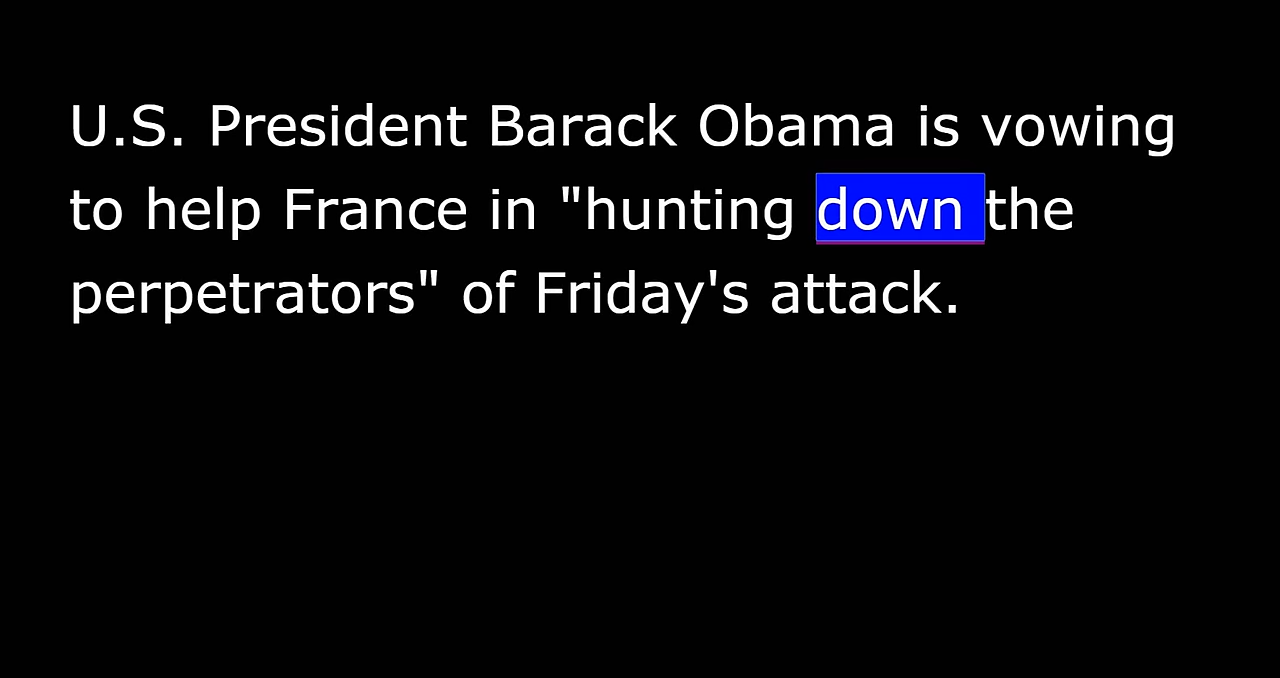 U.S. President Barack Obama is vowing
to help France in "hunting down the
perpetrators" of Friday's attack.